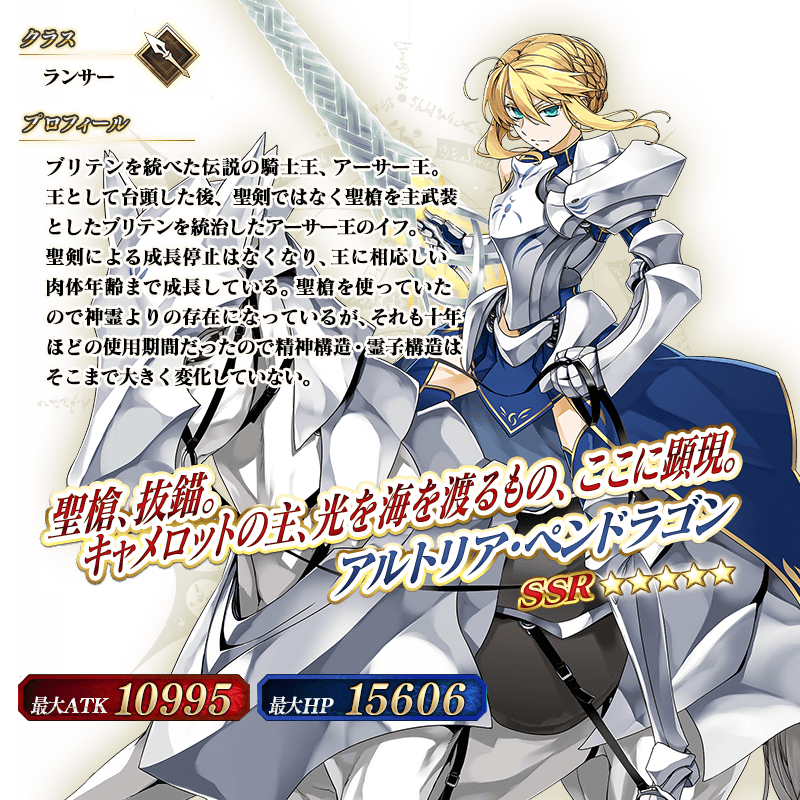 クラス
ランサー
プロフィール
ブリテンを統べた伝説の騎士王、アーサー王。
王として台頭した後、聖剣ではなく聖槍を主武装
としたブリテンを統治したアーサー王のイフ。
聖剣による成長停止はなくなり、王に相応しい
肉体年齢まで成長している。聖槍を使っていた
ので神霊よりの存在になっているが、それも十年
ほどの使用期間だったので精神構造・霊子構造は
そこまで大きく変化していない。
聖槍、抜錨。
キャメロットの主、光を海を渡るもの、ここに顕現。
アルトリア・ペンドラゴン
SSR ★★★★★
最大ATK 10995
最大HP 15606